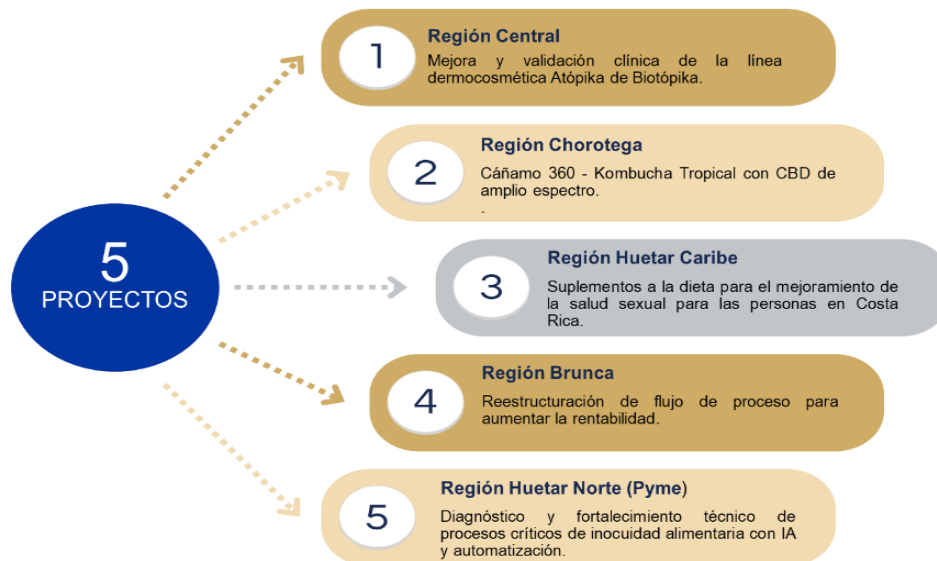 5
PROYECTOS
1
Región Central
Mejora y validación clínica de la línea
dermocosmética Atópika de Biotópika.
2
Región Chorotega
Cáñamo 360 - Kombucha Tropical con CBD de
amplio espectro.
.
3
Región Huetar Caribe
Suplementos a la dieta para el mejoramiento de
la salud sexual para las personas en Costa
Rica.
4
Región Brunca
Reestructuración de flujo de proceso para
aumentar la rentabilidad.
5
Región Huetar Norte (Pyme)
Diagnóstico y fortalecimiento técnico de
procesos críticos de inocuidad alimentaria con IA
y automatización.